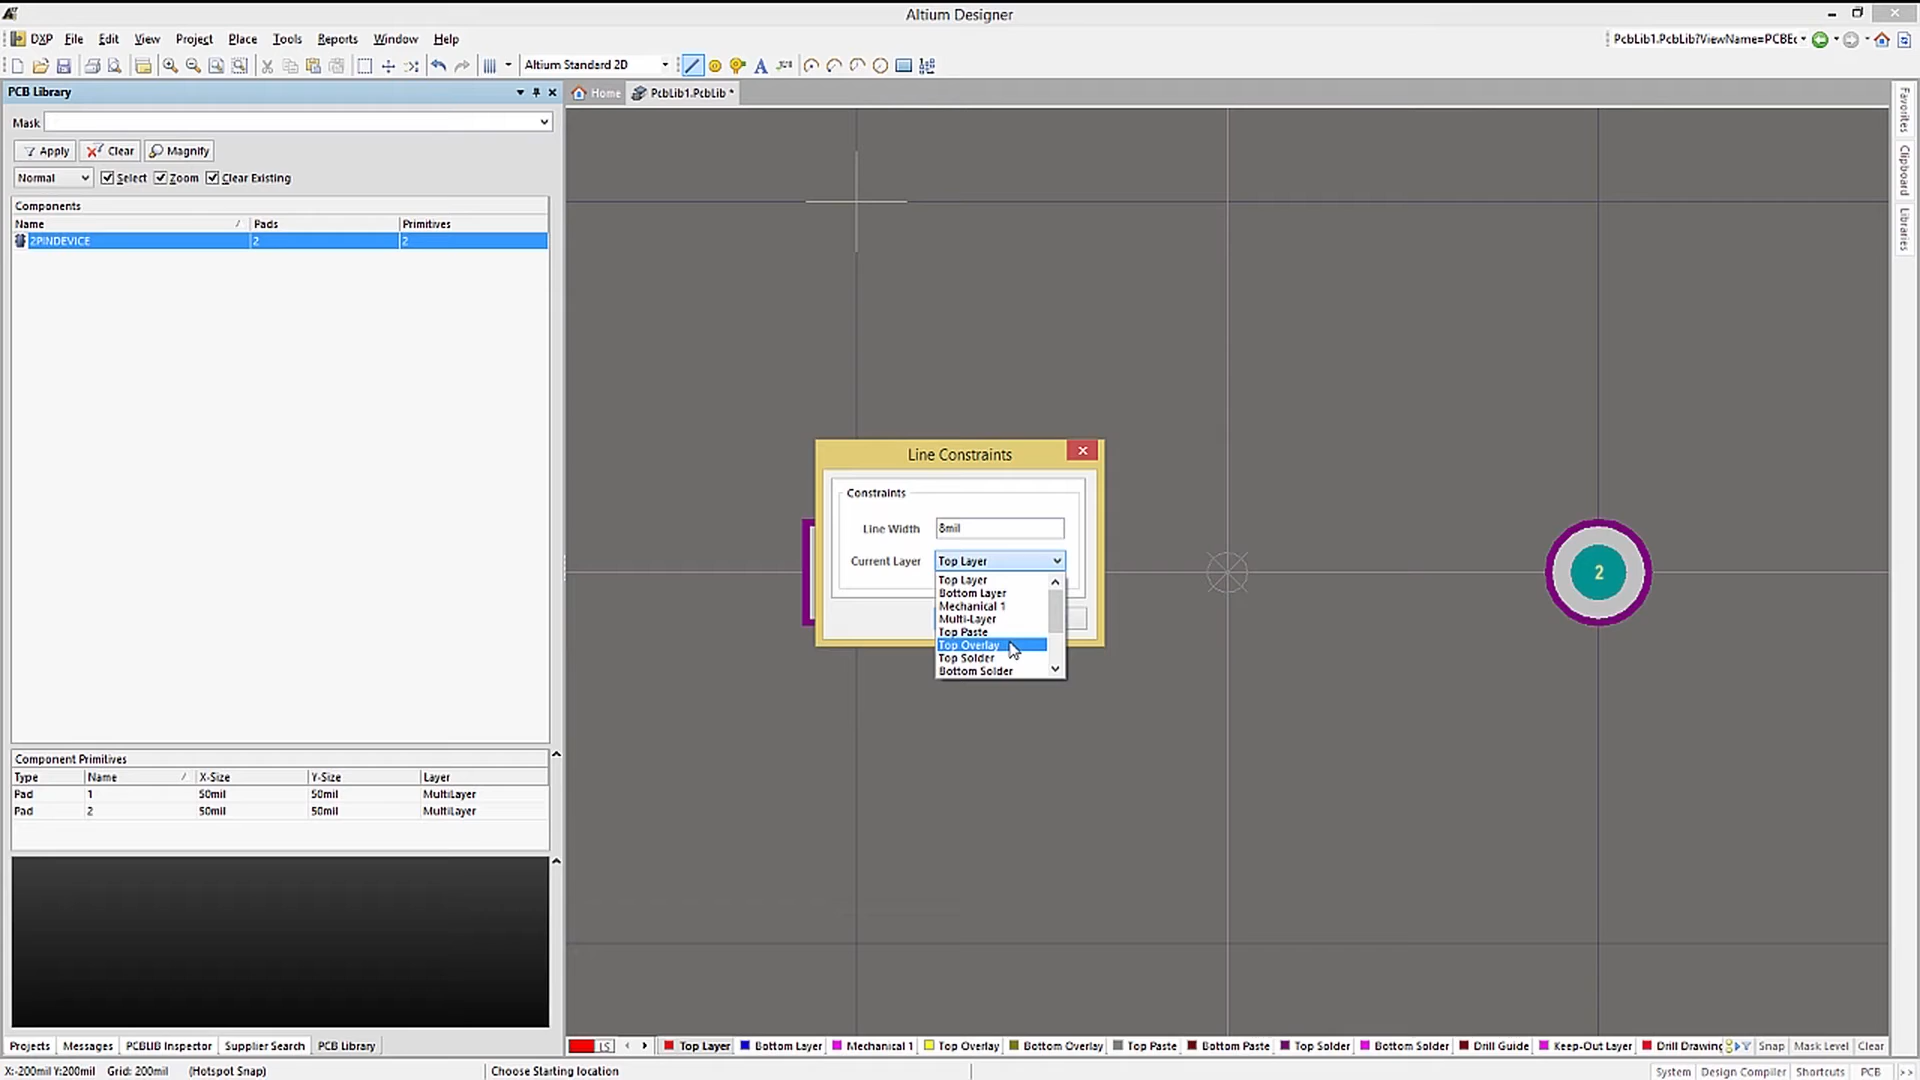 Altium Designer
DXP File Edit View Project Place Tools Reports Window Help
PcbLib1.PcbLib?ViewName=PCBEc
Altium Standard 2D
PCB Library
Home PcbLib1.PcbLib *
Mask
Apply Clear Magnify
Normal Select Zoom Clear Existing
Components
Name Pads Primitives
2PINDEVICE 2 2
Favorites
Clipboard
Libraries
Line Constraints
Constraints
Line Width 8mil
Current Layer Top Layer
Top Layer
Bottom Layer
Mechanical 1
Multi-Layer
Top Paste
Top Overlay
Top Solder
Bottom Solder
2
Component Primitives
Type Name X-Size Y-Size Layer
Pad 1 50mil 50mil MultiLayer
Pad 2 50mil 50mil MultiLayer
Projects Messages PCBLIB Inspector Supplier Search PCB Library
LS Top Layer Bottom Layer Mechanical 1 Top Overlay Bottom Overlay Top Paste Bottom Paste Top Solder Bottom Solder Drill Guide Keep-Out Layer Drill Drawing Snap Mask Level Clear
X:-200mil Y:200mil Grid: 200mil (Hotspot Snap) Choose Starting location System Design Compiler Shortcuts PCB >>